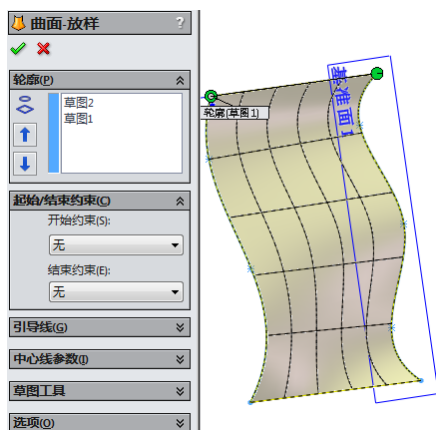 曲面-放样
?
轮廓(P)
草图2
草图1
起始/结束约束(C)
开始约束(S):
无
结束约束(E):
无
引导线(G)
中心线参数(I)
草图工具
选项(O)
轮廓(草图1)
基准面1